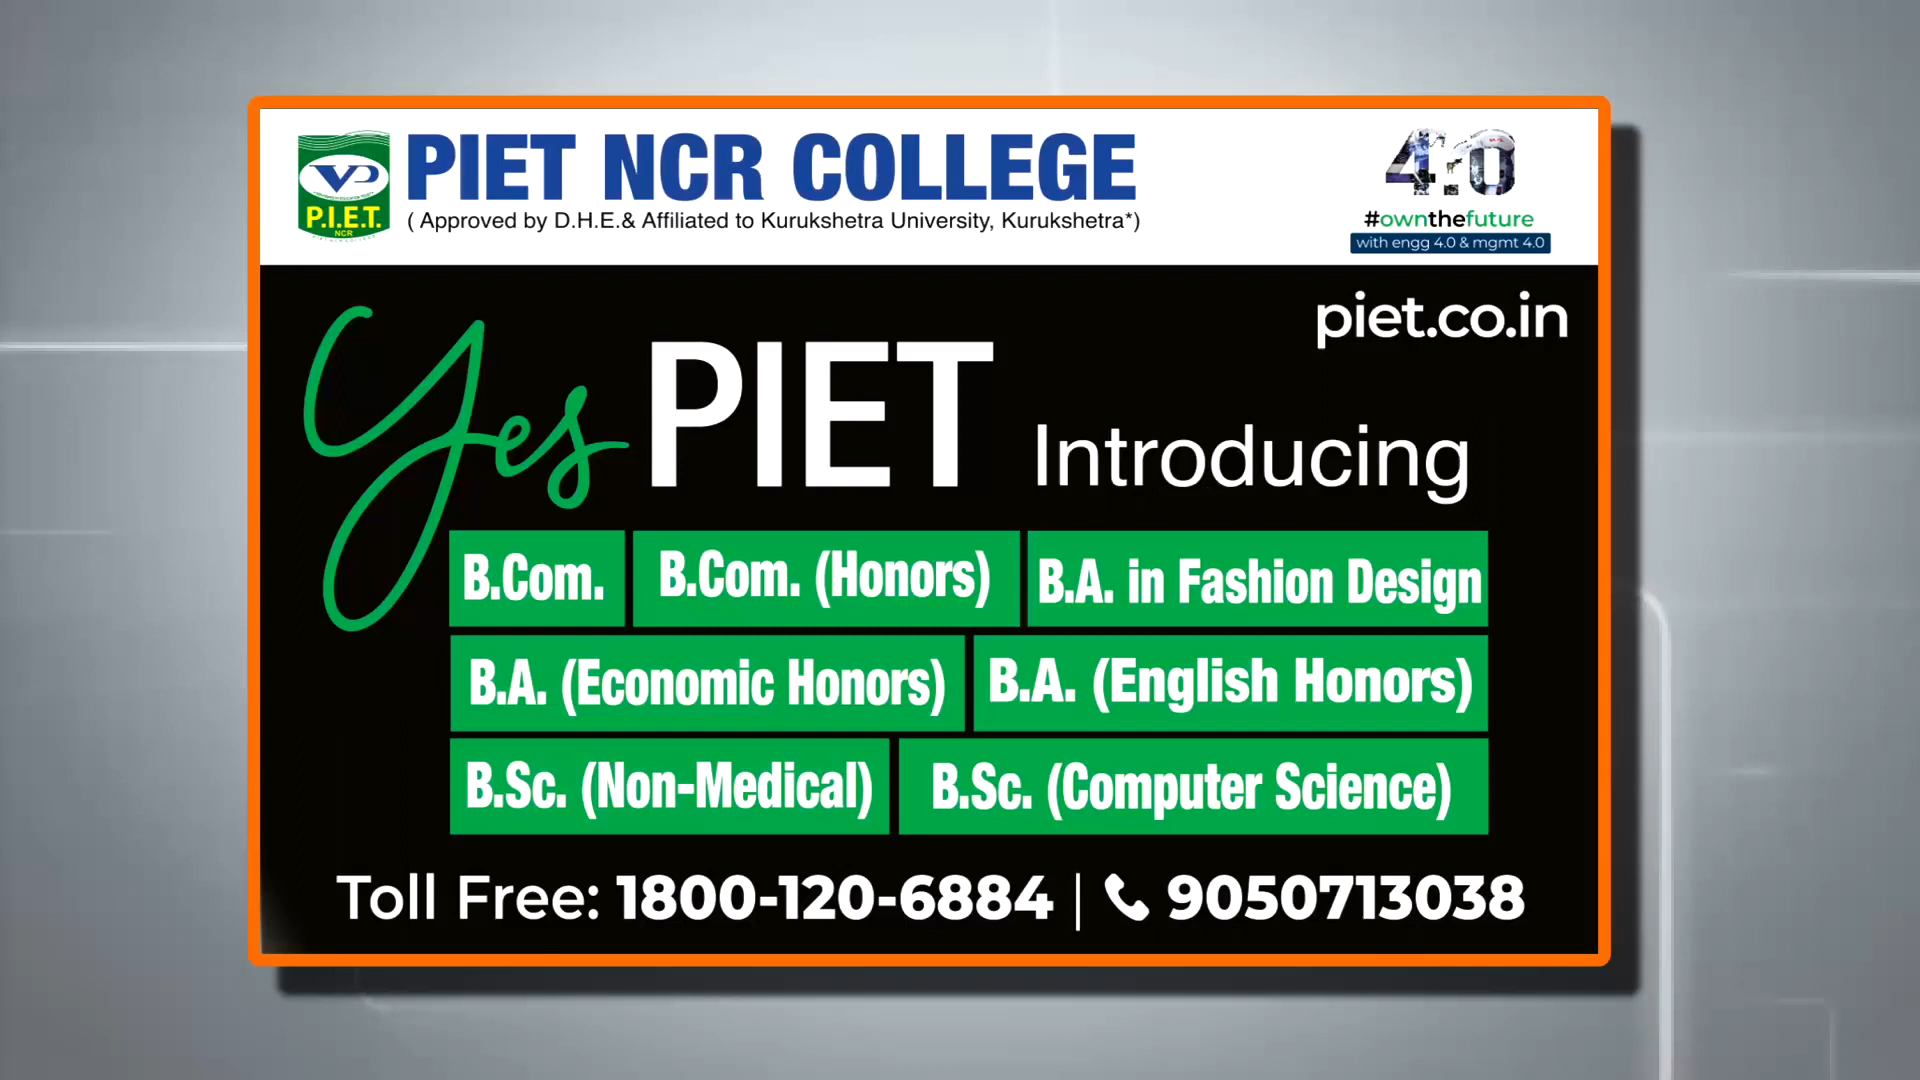 VP
P.I.E.T.
NCR
PIET NCR COLLEGE
( Approved by D.H.E.& Affiliated to Kurukshetra University, Kurukshetra*)
4.0
#ownthefuture
with engg 4.0 & mgmt 4.0
piet.co.in
yes PIET Introducing
B.Com. B.Com. (Honors) B.A. in Fashion Design
B.A. (Economic Honors) B.A. (English Honors)
B.Sc. (Non-Medical) B.Sc. (Computer Science)
Toll Free: 1800-120-6884 | 9050713038